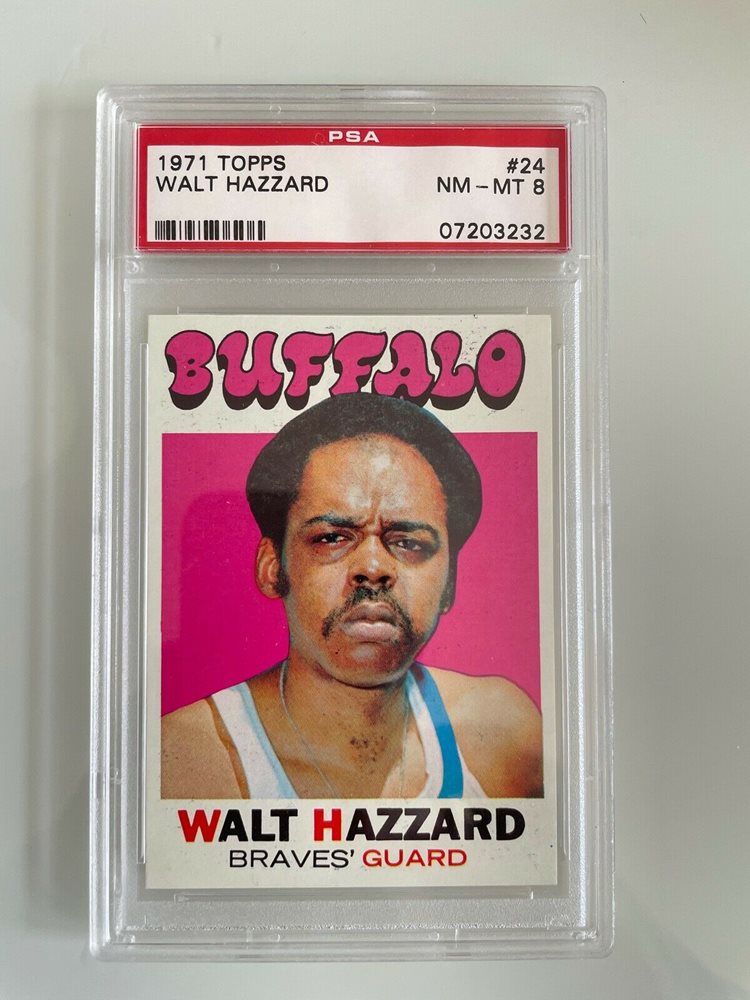 PSA
1971 TOPPS #24
WALT HAZZARD NM-MT 8
07203232
BUFFALO
WALT HAZZARD
BRAVES' GUARD